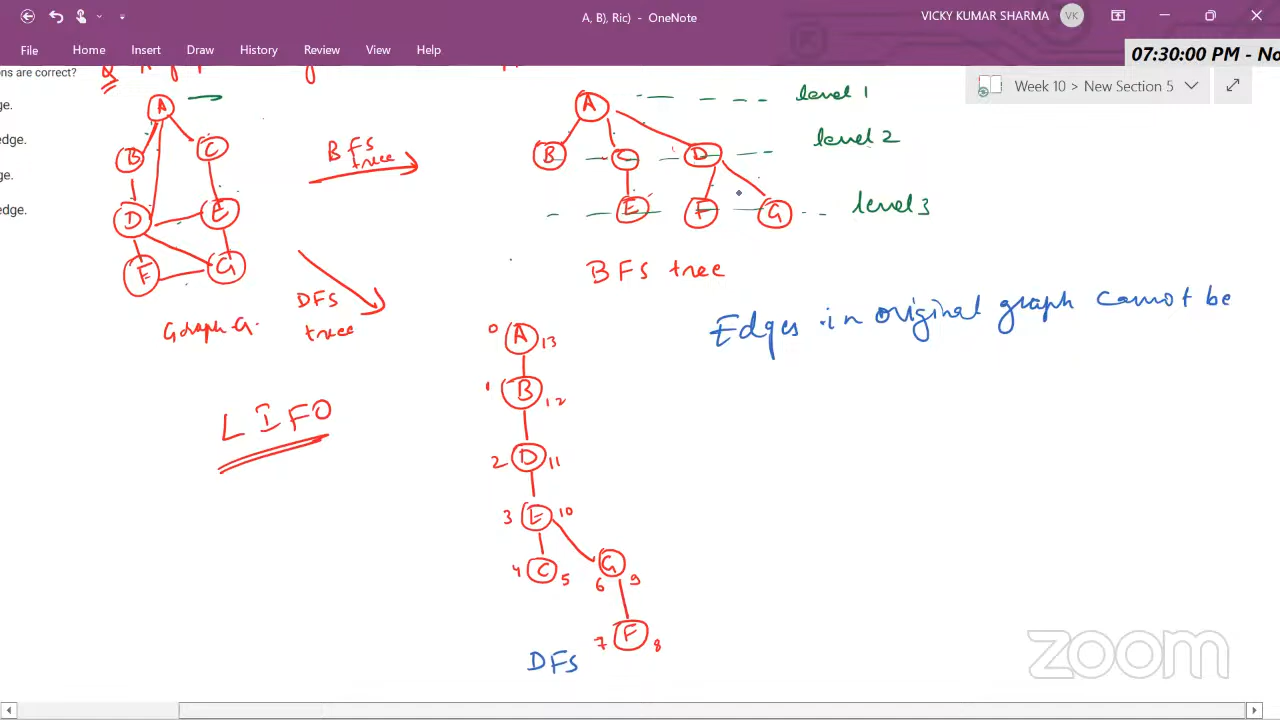 A, B), Ric) - OneNote
VICKY KUMAR SHARMA
VK
File Home Insert Draw History Review View Help
07:30:00 PM - No
Week 10 > New Section 5
ons are correct?
ge.
edge.
ge.
edge.
A
B
C
D
E
F
G
Graph G.
BFS
tree
DFS
tree
A
level 1
B
C
D
level 2
E
F
G
level 3
BFS tree
Edges in original graph cannot be
LIFO
0 A 13
1 B 12
2 D 11
3 E 10
4 C 5
6 G 9
7 F 8
DFS
zoom